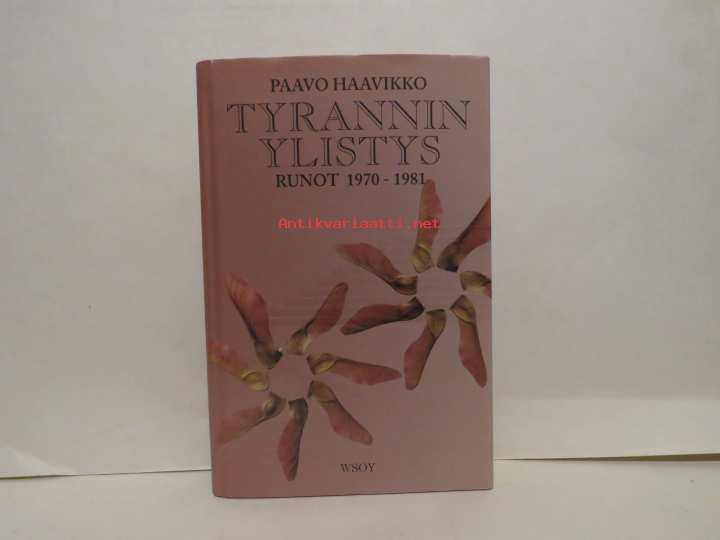 PAAVO HAAVIKKO
TYRANNIN
YLISTYS
RUNOT 1970 - 1981
Antikvariaatti.net
WSOY